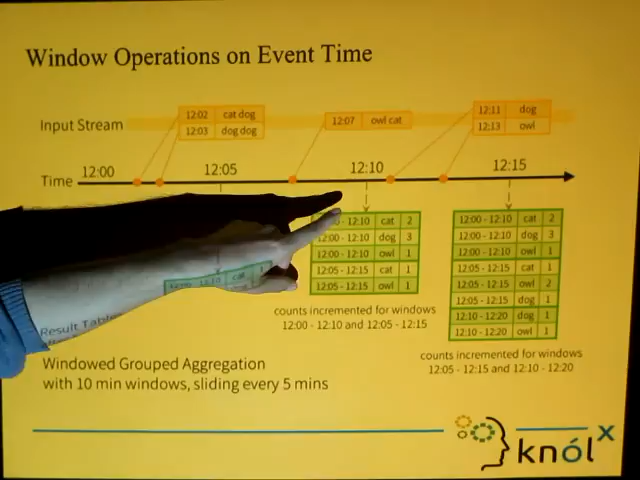 Window Operations on Event Time
Input Stream
12:02 cat dog
12:03 dog dog
12:07 owl cat
12:11 dog
12:13 owl
Time
12:00
12:05
12:10
12:15
12:10 cat 2
12:00 - 12:10 dog 3
12:00 - 12:10 owl 1
12:05 - 12:15 cat 1
12:05 - 12:15 owl 1
12:00 - 12:10 cat 2
12:00 - 12:10 dog 3
12:00 - 12:10 owl 1
12:05 - 12:15 cat 1
12:05 - 12:15 owl 2
12:05 - 12:15 dog 1
12:10 - 12:20 dog 1
12:10 - 12:20 owl 1
cat
Result
counts incremented for windows
12:00 - 12:10 and 12:05 - 12:15
counts incremented for windows
12:05 - 12:15 and 12:10 - 12:20
Windowed Grouped Aggregation
with 10 min windows, sliding every 5 mins
knólx